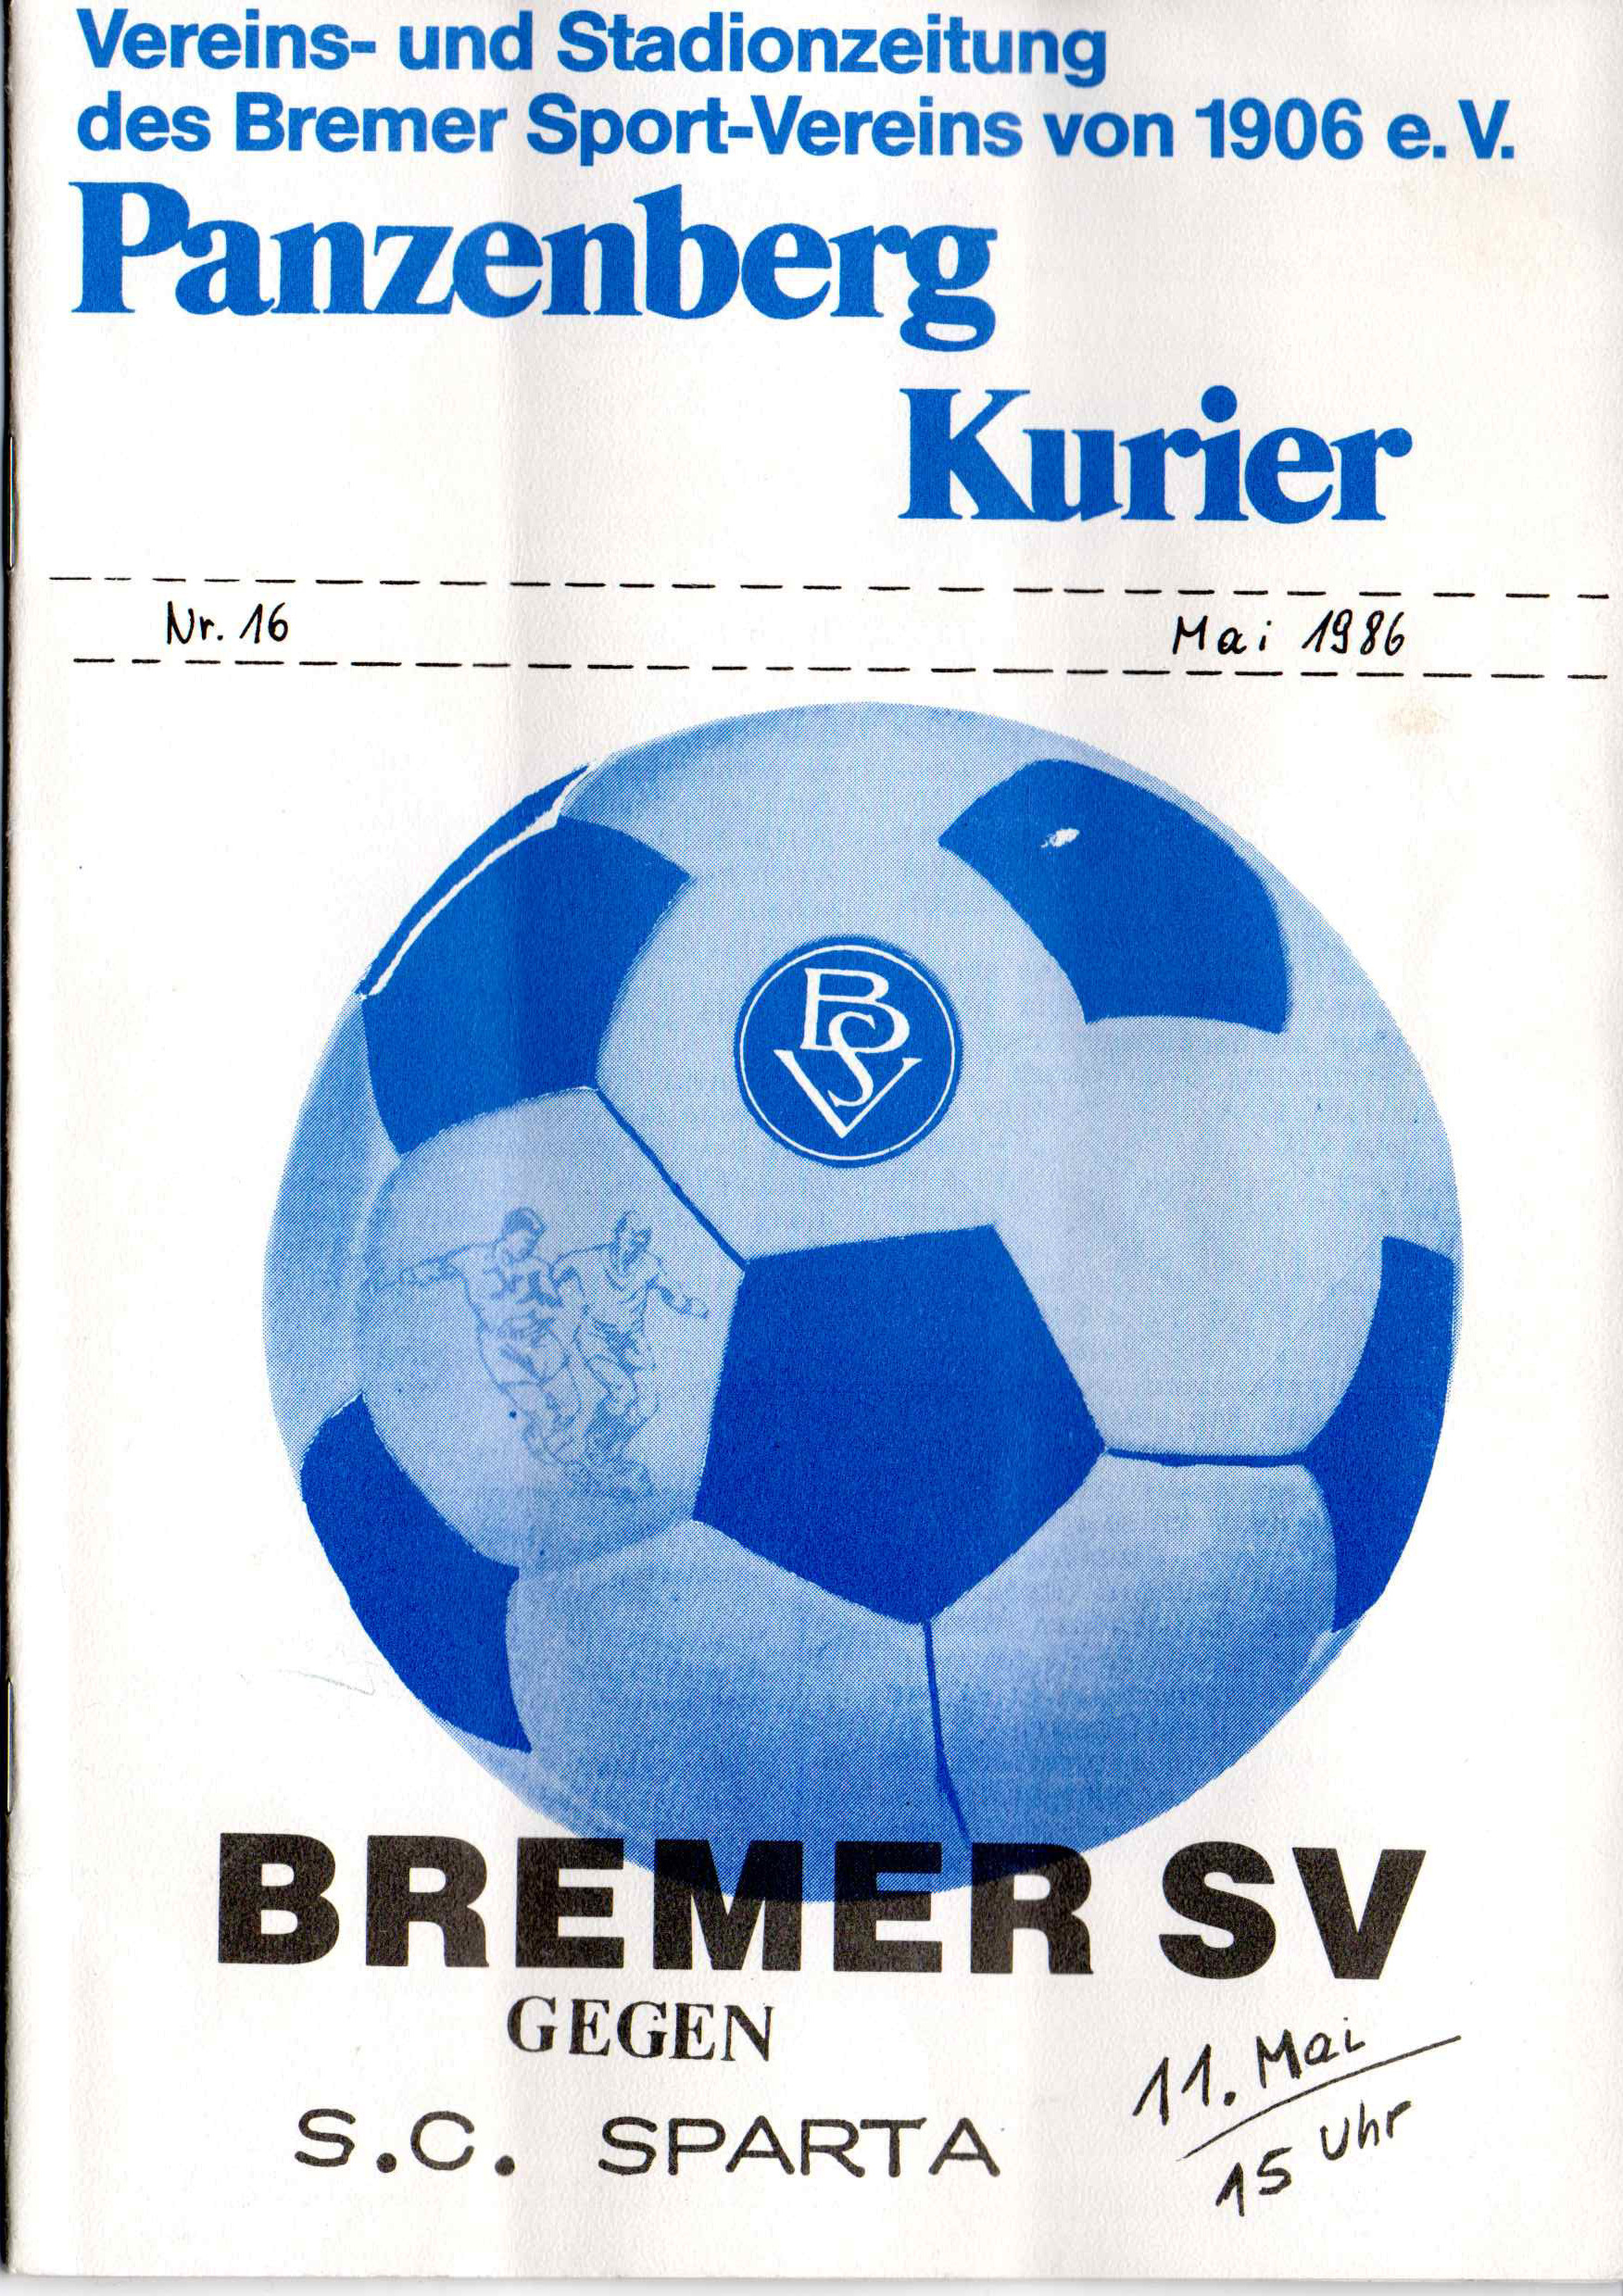 Vereins- und Stadionzeitung
des Bremer Sport-Vereins von 1906 e. V.
Panzenberg
Kurier
Nr. 16 Mai 1986
BSV
BREMER SV
GEGEN
S.C. SPARTA
11. Mai
15 Uhr